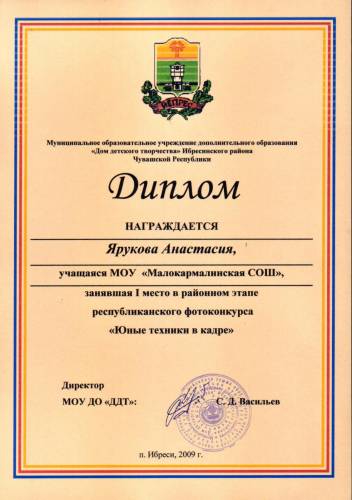 ЙĔПРЕÇ
Муниципальное образовательное учреждение дополнительного образования
«Дом детского творчества» Ибресинского района
Чувашской Республики
Диплом
НАГРАЖДАЕТСЯ
Ярукова Анастасия,
учащаяся МОУ «Малокармалинская СОШ»,
занявшая I место в районном этапе
республиканского фотоконкурса
«Юные техники в кадре»
Директор
МОУ ДО «ДДТ»:
С. Д. Васильев
п. Ибреси, 2009 г.